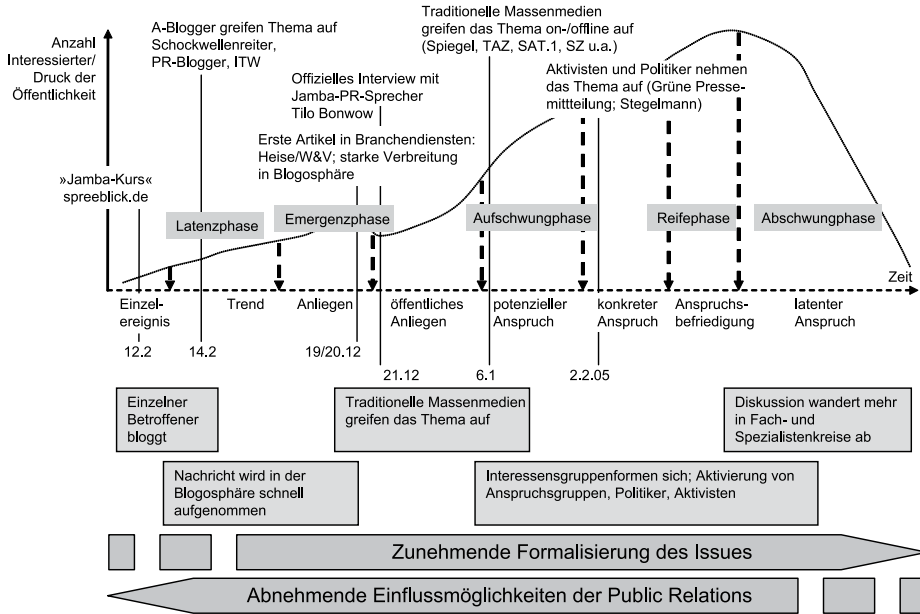 Anzahl
Interessierter/
Druck der
Öffentlichkeit
A-Blogger greifen Thema auf
Schockwellenreiter,
PR-Blogger, ITW
Offizielles Interview mit
Jamba-PR-Sprecher
Tilo Bonwow
Erste Artikel in Branchendiensten:
Heise/W&V; starke Verbreitung
in Blogosphäre
Traditionelle Massenmedien
greifen das Thema on-/offline auf
(Spiegel, TAZ, SAT.1, SZ u.a.)
Aktivisten und Politiker nehmen
das Thema auf (Grüne Presse-
mittteilung; Stegelmann)
»Jamba-Kurs«
spreeblick.de
Latenzphase
Emergenzphase
Aufschwungphase
Reifephase
Abschwungphase
Zeit
Einzel-
ereignis
Trend
Anliegen
öffentliches
Anliegen
potenzieller
Anspruch
konkreter
Anspruch
Anspruchs-
befriedigung
latenter
Anspruch
12.2
14.2
19/20.12
21.12
6.1
2.2.05
Einzelner
Betroffener
bloggt
Traditionelle Massenmedien
greifen das Thema auf
Diskussion wandert mehr
in Fach- und
Spezialistenkreise ab
Nachricht wird in der
Blogosphäre schnell
aufgenommen
Interessensgruppenformen sich; Aktivierung von
Anspruchsgruppen, Politiker, Aktivisten
Zunehmende Formalisierung des Issues
Abnehmende Einflussmöglichkeiten der Public Relations